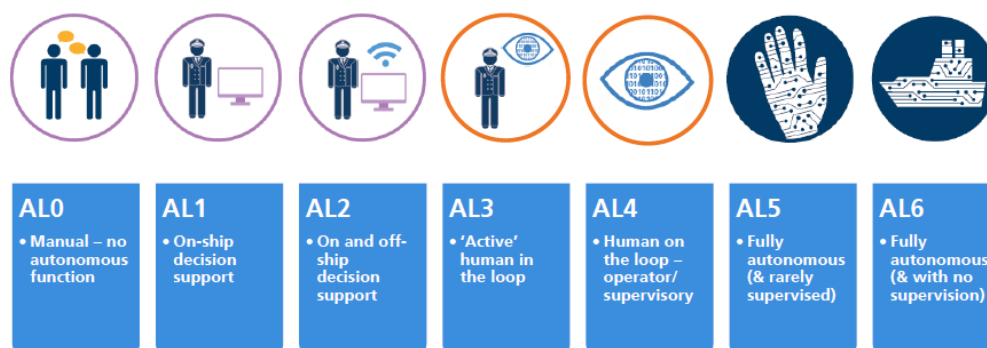 AL0
• Manual – no
autonomous
function
AL1
• On-ship
decision
support
AL2
• On and off-
ship
decision
support
AL3
• ‘Active’
human in
the loop
AL4
• Human on
the loop –
operator/
supervisory
AL5
• Fully
autonomous
(& rarely
supervised)
AL6
• Fully
autonomous
(& with no
supervision)